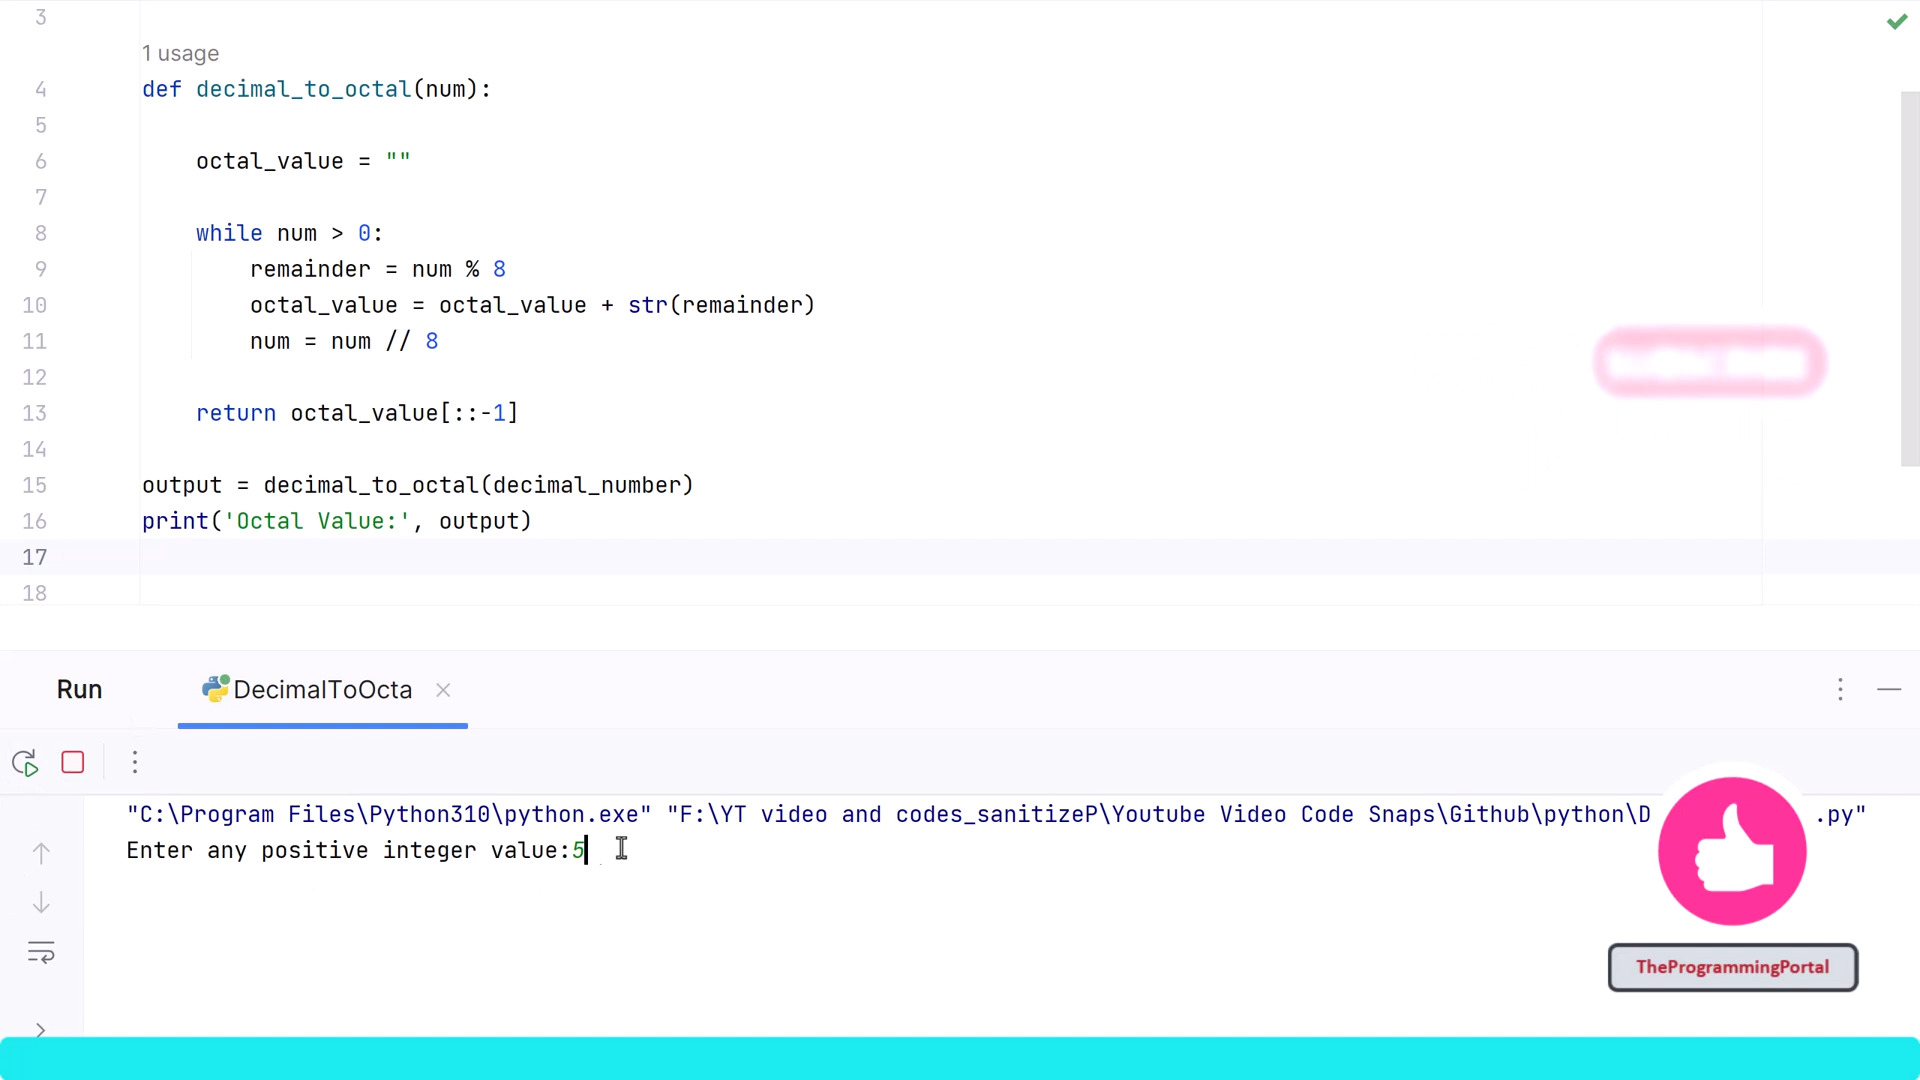 3
1 usage
4 def decimal_to_octal(num):
5
6 octal_value = ""
7
8 while num > 0:
9 remainder = num % 8
10 octal_value = octal_value + str(remainder)
11 num = num // 8
12
13 return octal_value[::-1]
14
15 output = decimal_to_octal(decimal_number)
16 print('Octal Value:', output)
17
18
Run DecimalToOcta
"C:\Program Files\Python310\python.exe" "F:\YT video and codes_sanitizeP\Youtube Video Code Snaps\Github\python\D .py"
Enter any positive integer value:5
TheProgrammingPortal